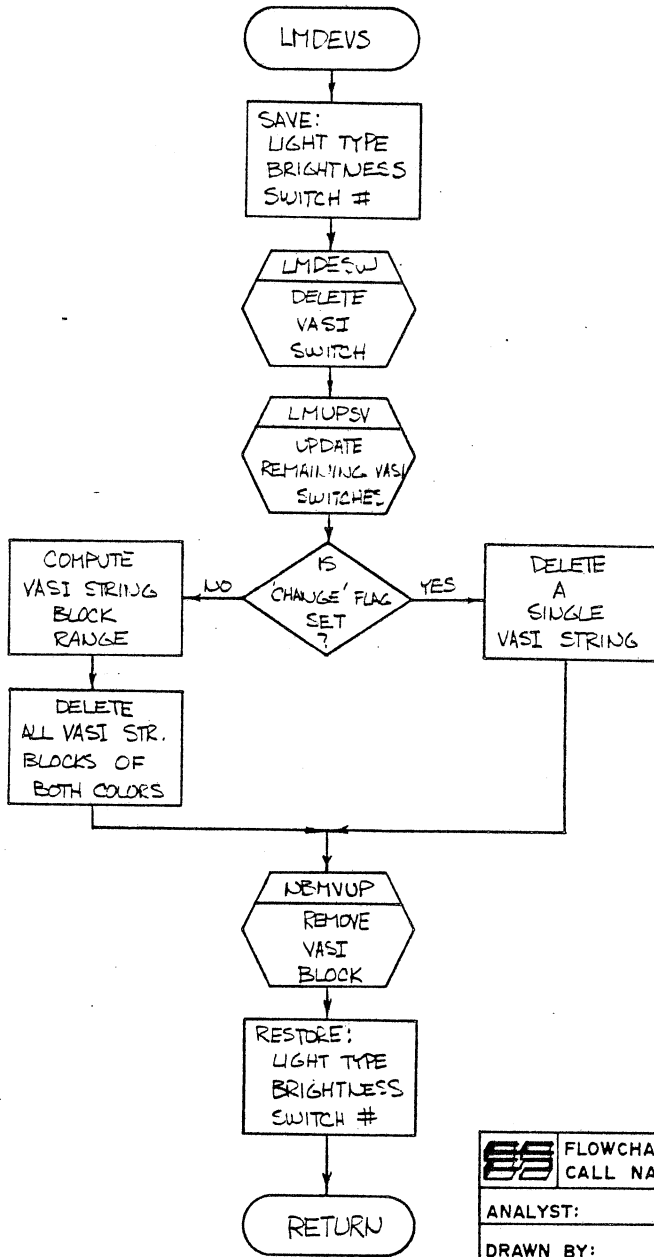 LMDEVS
SAVE:
LIGHT TYPE
BRIGHTNESS
SWITCH #
LMDESW
DELETE
VASI
SWITCH
LMUPSV
UPDATE
REMAINING VASI
SWITCHES
IS
'CHANGE' FLAG
SET
?
NO
YES
COMPUTE
VASI STRING
BLOCK
RANGE
DELETE
A
SINGLE
VASI STRING
DELETE
ALL VASI STR.
BLOCKS OF
BOTH COLORS
NBMVUP
REMOVE
VASI
BLOCK
RESTORE:
LIGHT TYPE
BRIGHTNESS
SWITCH #
RETURN
FLOWCHA
CALL NA
ANALYST:
DRAWN BY: